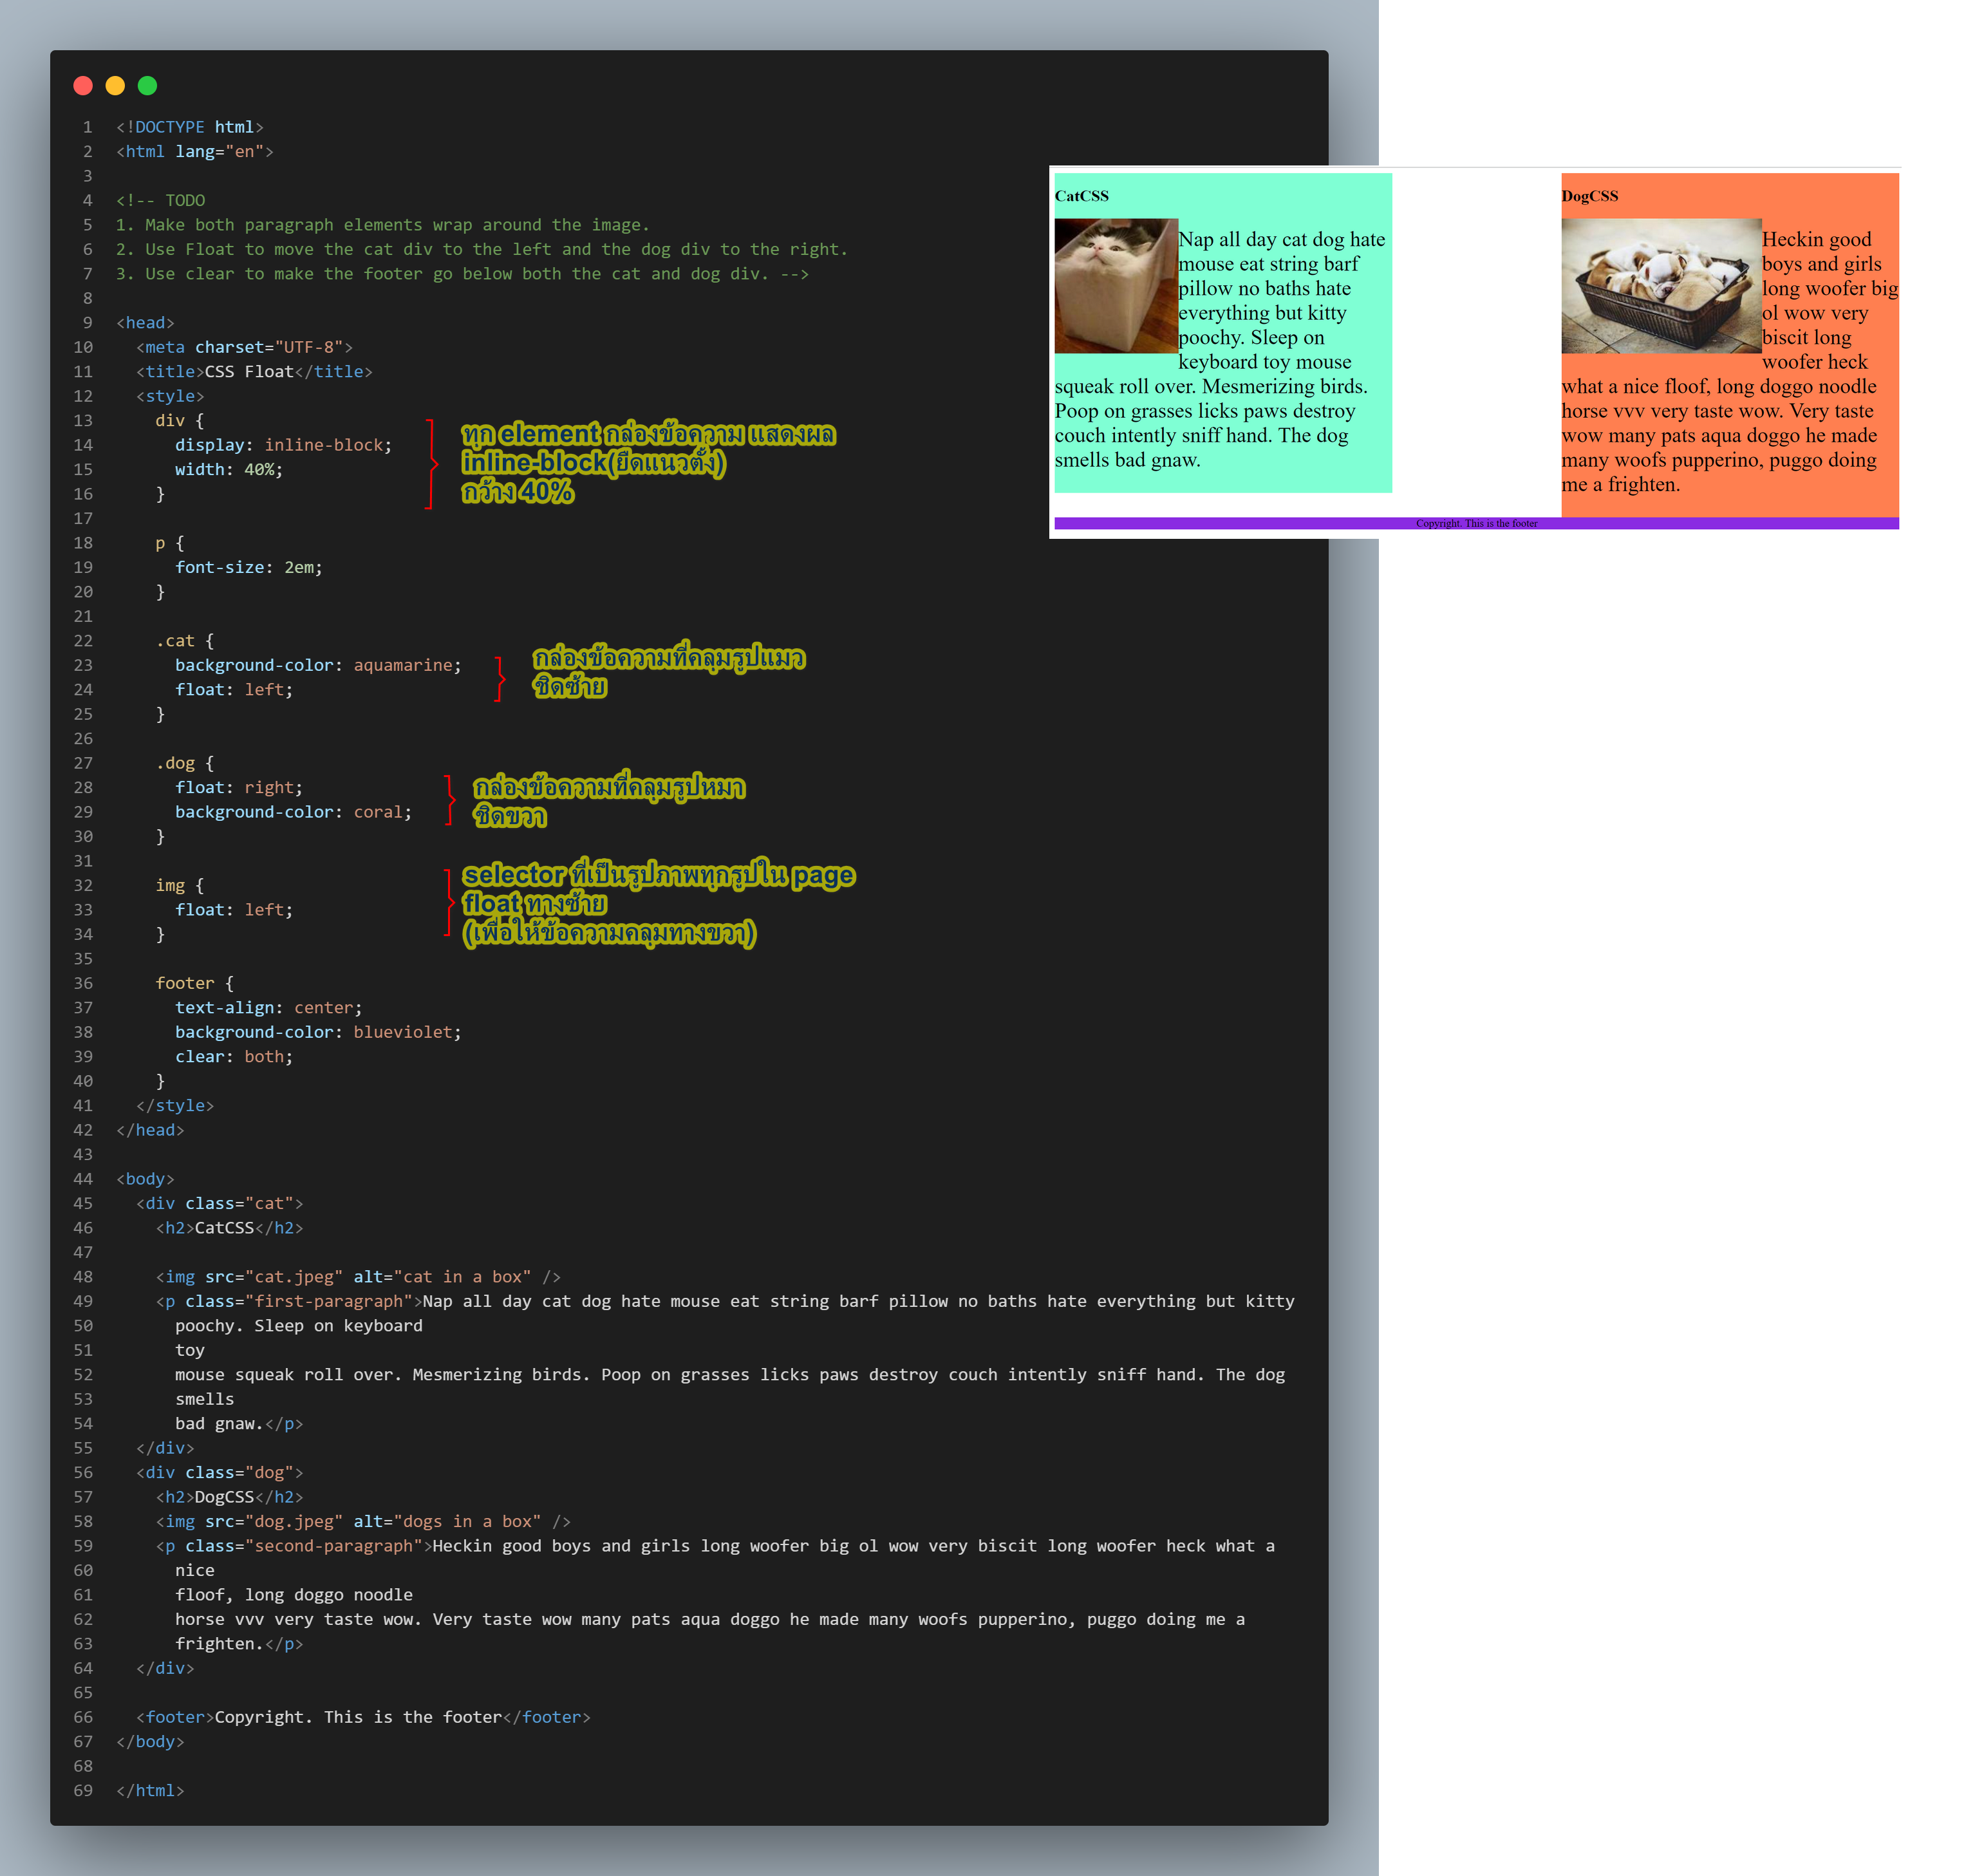 1 <!DOCTYPE html>
2 <html lang="en">
3
4 <!-- TODO
5 1. Make both paragraph elements wrap around the image.
6 2. Use Float to move the cat div to the left and the dog div to the right.
7 3. Use clear to make the footer go below both the cat and dog div. -->
8
9 <head>
10 <meta charset="UTF-8">
11 <title>CSS Float</title>
12 <style>
13 div {
14 display: inline-block;
15 width: 40%;
16 }
17
18 p {
19 font-size: 2em;
20 }
21
22 .cat {
23 background-color: aquamarine;
24 float: left;
25 }
26
27 .dog {
28 float: right;
29 background-color: coral;
30 }
31
32 img {
33 float: left;
34 }
35
36 footer {
37 text-align: center;
38 background-color: blueviolet;
39 clear: both;
40 }
41 </style>
42 </head>
43
44 <body>
45 <div class="cat">
46 <h2>CatCSS</h2>
47
48 <img src="cat.jpeg" alt="cat in a box" />
49 <p class="first-paragraph">Nap all day cat dog hate mouse eat string barf pillow no baths hate everything but kitty
50 poochy. Sleep on keyboard
51 toy
52 mouse squeak roll over. Mesmerizing birds. Poop on grasses licks paws destroy couch intently sniff hand. The dog
53 smells
54 bad gnaw.</p>
55 </div>
56 <div class="dog">
57 <h2>DogCSS</h2>
58 <img src="dog.jpeg" alt="dogs in a box" />
59 <p class="second-paragraph">Heckin good boys and girls long woofer big ol wow very biscit long woofer heck what a
60 nice
61 floof, long doggo noodle
62 horse vvv very taste wow. Very taste wow many pats aqua doggo he made many woofs pupperino, puggo doing me a
63 frighten.</p>
64 </div>
65
66 <footer>Copyright. This is the footer</footer>
67 </body>
68
69 </html>
ทุก element กล่องข้อความ แสดงผล
inline-block(ยืดแนวตั้ง)
กว้าง 40%
กล่องข้อความที่คลุมรูปแมว
ชิดซ้าย
กล่องข้อความที่คลุมรูปหมา
ชิดขวา
selector ที่เป็นรูปภาพทุกรูปใน page
float ทางซ้าย
(เพื่อให้ข้อความคลุมทางขวา)
CatCSS
Nap all day cat dog hate
mouse eat string barf
pillow no baths hate
everything but kitty
poochy. Sleep on
keyboard toy mouse
squeak roll over. Mesmerizing birds.
Poop on grasses licks paws destroy
couch intently sniff hand. The dog
smells bad gnaw.
DogCSS
Heckin good
boys and girls
long woofer big
ol wow very
biscit long
woofer heck
what a nice floof, long doggo noodle
horse vvv very taste wow. Very taste
wow many pats aqua doggo he made
many woofs pupperino, puggo doing
me a frighten.
Copyright. This is the footer